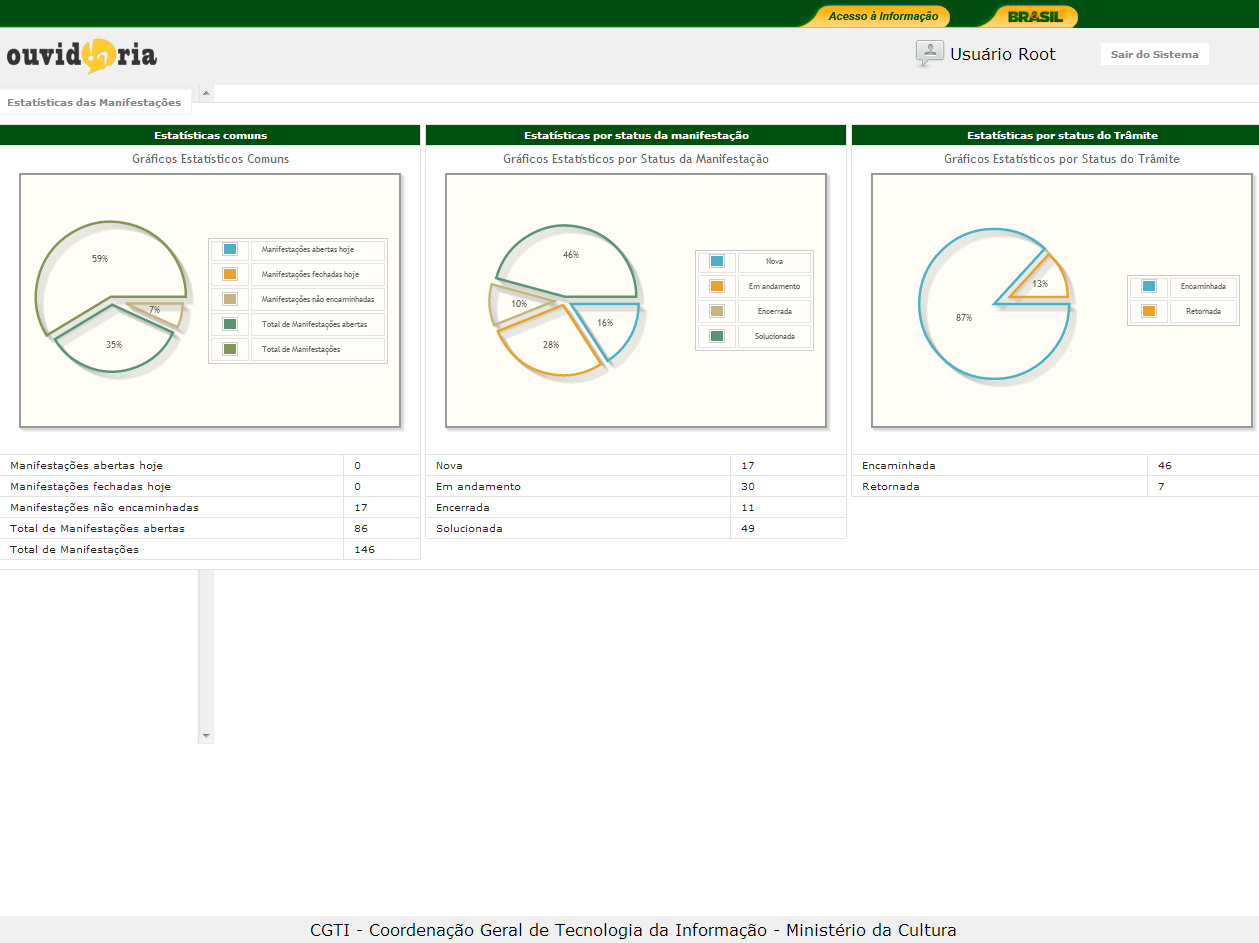 Acesso à Informação
BRASIL
ouvidoria
Usuário Root
Sair do Sistema
Estatísticas das Manifestações
Estatísticas comuns
Gráficos Estatísticos Comuns
59%
7%
35%
Manifestações abertas hoje
Manifestações fechadas hoje
Manifestações não encaminhadas
Total de Manifestações abertas
Total de Manifestações
Manifestações abertas hoje 0
Manifestações fechadas hoje 0
Manifestações não encaminhadas 17
Total de Manifestações abertas 86
Total de Manifestações 146
Estatísticas por status da manifestação
Gráficos Estatísticos por Status da Manifestação
46%
10%
16%
28%
Nova
Em andamento
Encerrada
Solucionada
Nova 17
Em andamento 30
Encerrada 11
Solucionada 49
Estatísticas por status do Trâmite
Gráficos Estatísticos por Status do Trâmite
13%
87%
Encaminhada
Retornada
Encaminhada 46
Retornada 7
CGTI - Coordenação Geral de Tecnologia da Informação - Ministério da Cultura